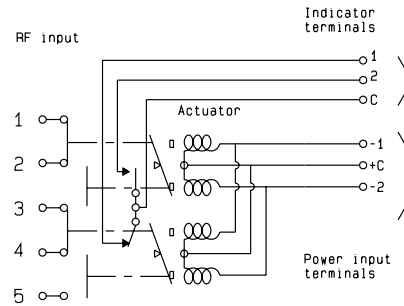 Indicator
terminals
RF input
1
2
C
Actuator
1
2
3
4
5
-1
+C
-2
Power input
terminals